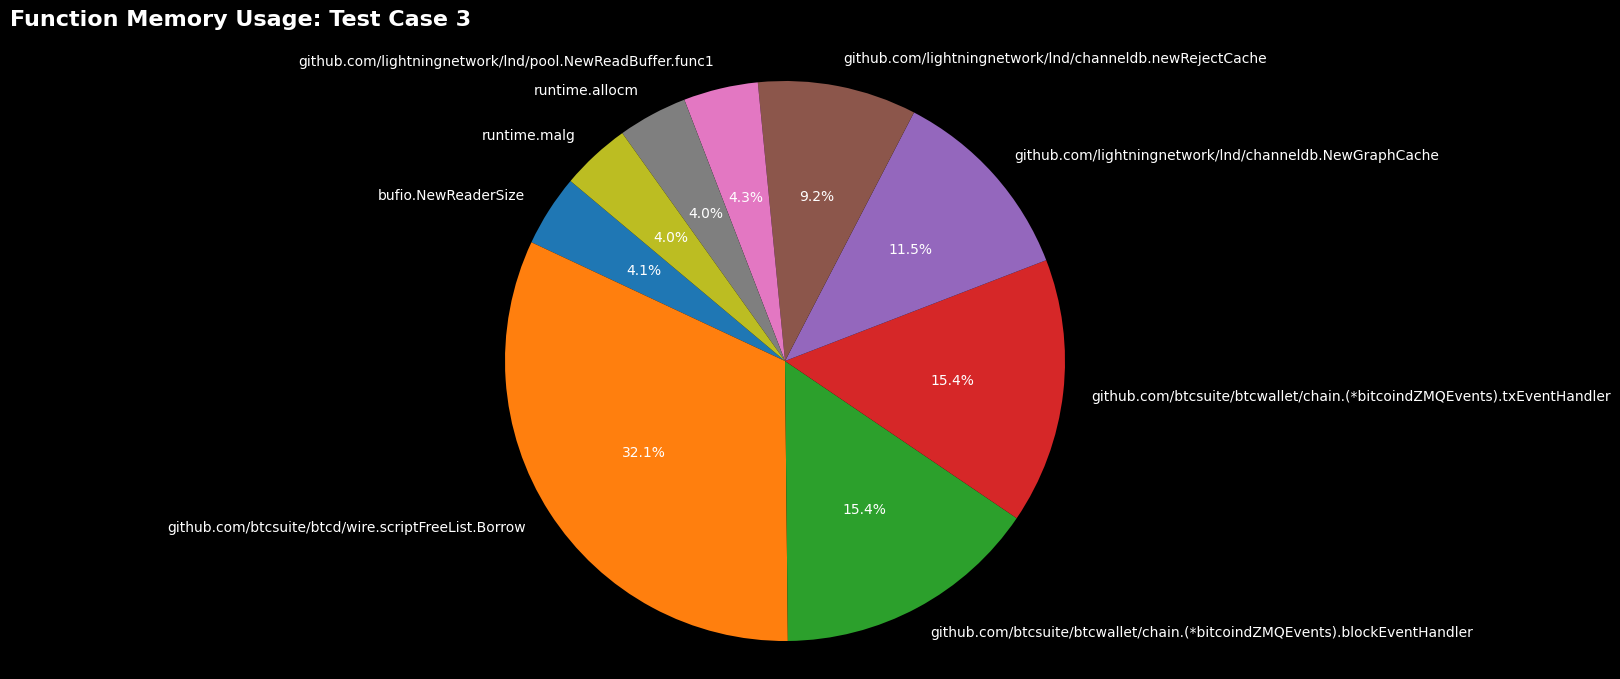 Function Memory Usage: Test Case 3
github.com/lightningnetwork/lnd/channeldb.newRejectCache
github.com/lightningnetwork/lnd/pool.NewReadBuffer.func1
runtime.allocm
runtime.malg
github.com/lightningnetwork/lnd/channeldb.NewGraphCache
bufio.NewReaderSize
4.3%
9.2%
4.0%
4.0%
11.5%
4.1%
15.4%
github.com/btcsuite/btcwallet/chain.(*bitcoindZMQEvents).txEventHandler
32.1%
15.4%
github.com/btcsuite/btcd/wire.scriptFreeList.Borrow
github.com/btcsuite/btcwallet/chain.(*bitcoindZMQEvents).blockEventHandler